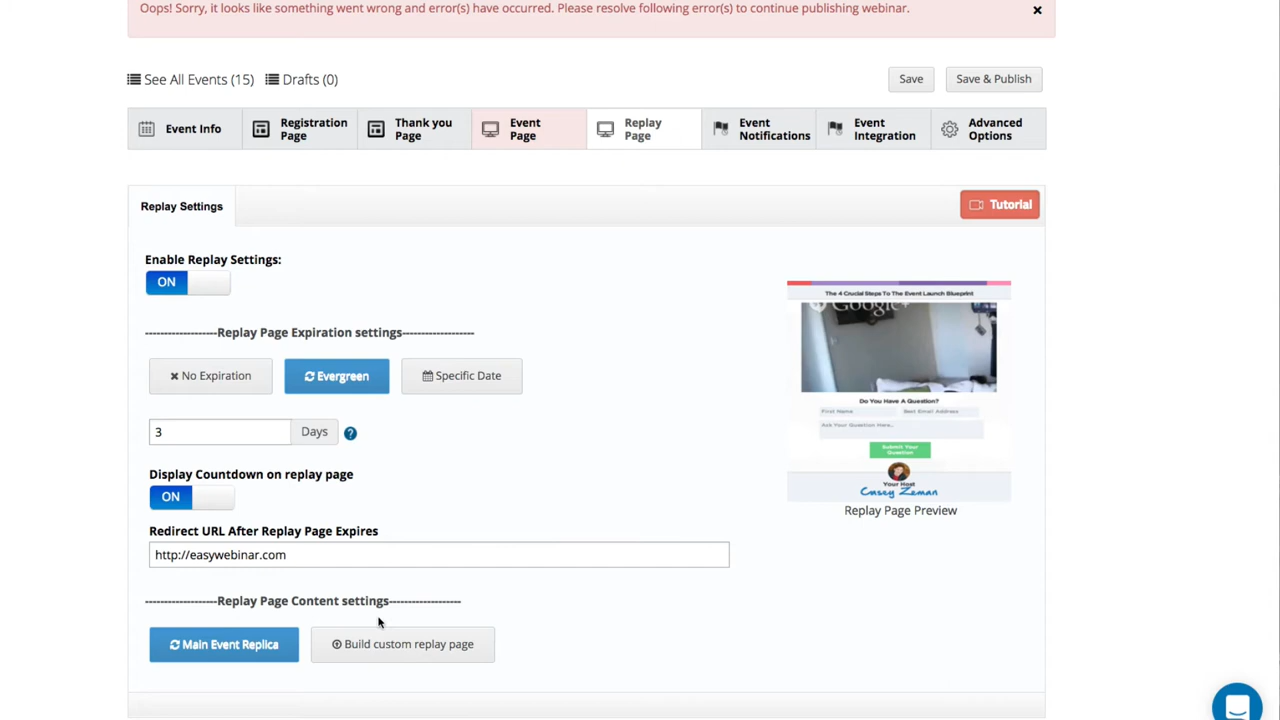 Oops! Sorry, it looks like something went wrong and error(s) have occurred. Please resolve following error(s) to continue publishing webinar.
See All Events (15) Drafts (0) Save Save & Publish
Event Info
Registration Page
Thank you Page
Event Page
Replay Page
Event Notifications
Event Integration
Advanced Options
Replay Settings
Tutorial
Enable Replay Settings:
ON
------------------Replay Page Expiration settings------------------
No Expiration Evergreen Specific Date
3 Days ?
Display Countdown on replay page
ON
Redirect URL After Replay Page Expires
http://easywebinar.com
------------------Replay Page Content settings------------------
Main Event Replica Build custom replay page
The 4 Crucial Steps To The Event Launch Blueprint
Google+
Do You Have A Question?
First Name Best Email Address
Ask Your Question Here...
Submit Your
Question
Your Host
Casey Zeman
Replay Page Preview